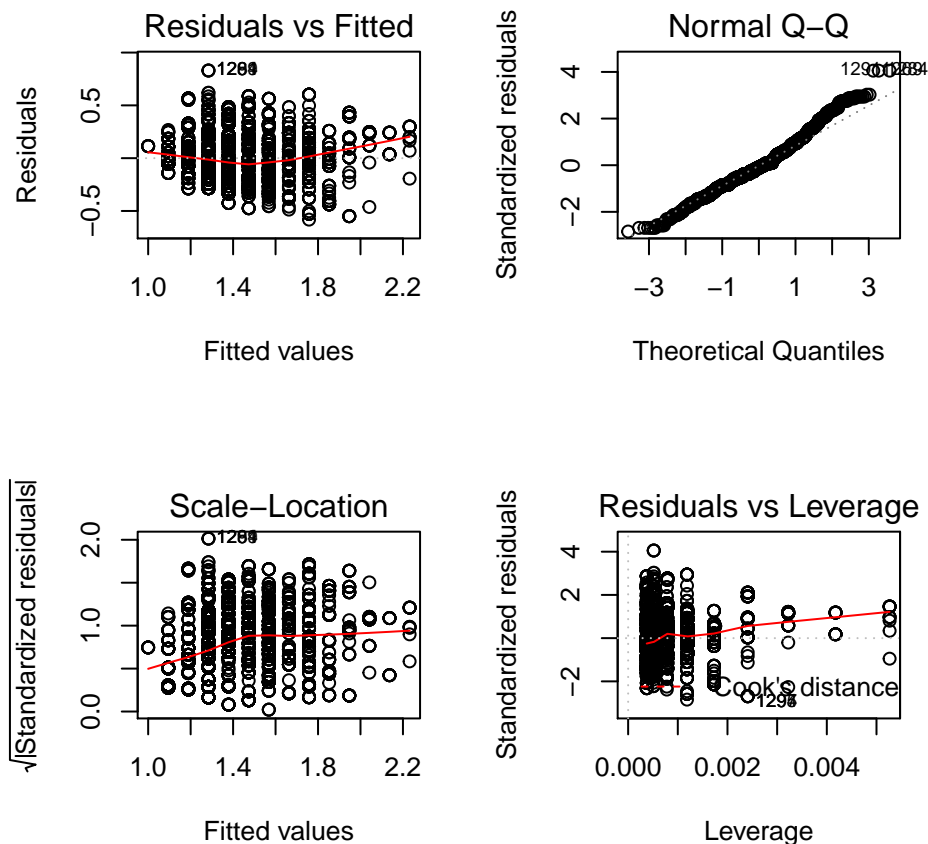 Residuals vs Fitted
Residuals
−0.5
0.5
1.0
1.4
1.8
2.2
Fitted values
Normal Q−Q
Standardized residuals
−2
0
2
4
−3
−1
1
3
Theoretical Quantiles
Scale−Location
√|Standardized residuals|
0.0
1.0
2.0
1.0
1.4
1.8
2.2
Fitted values
Residuals vs Leverage
Standardized residuals
−2
0
2
4
Cook's distance
0.000
0.002
0.004
Leverage